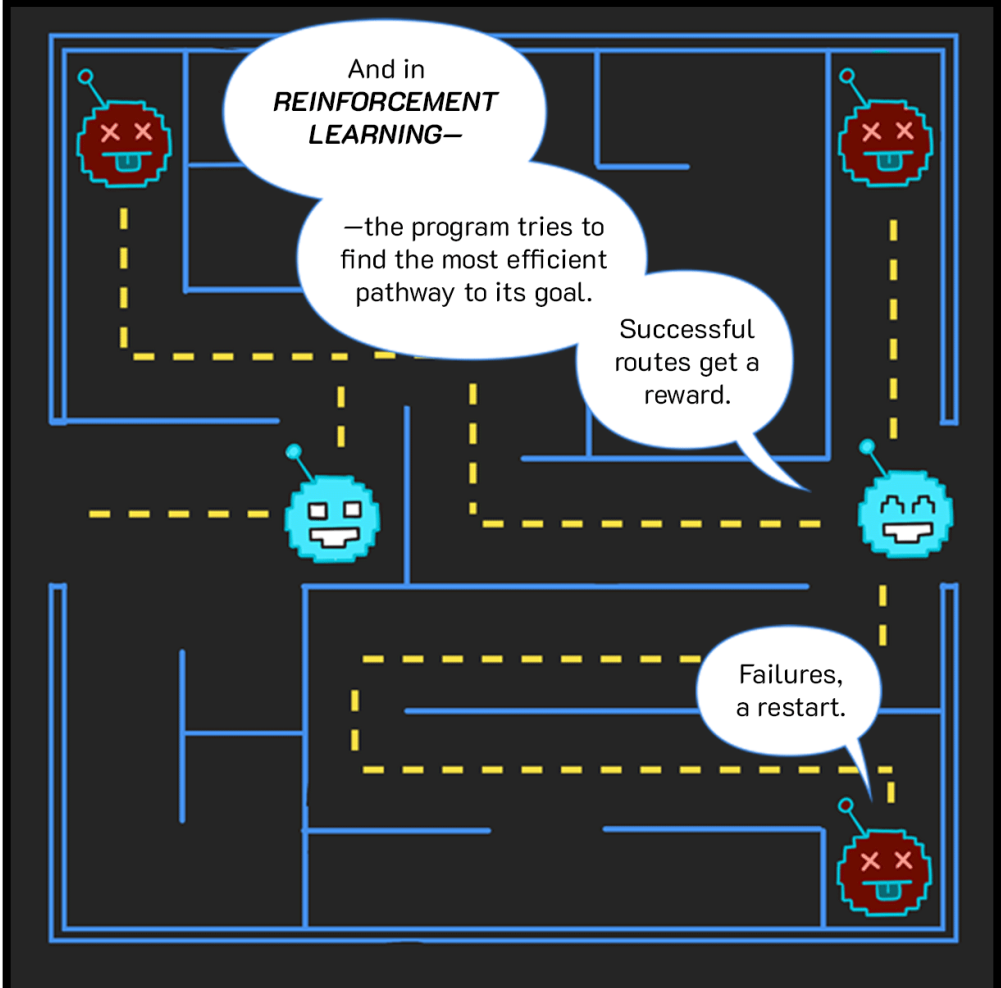 And in
REINFORCEMENT
LEARNING—
—the program tries to
find the most efficient
pathway to its goal.
Successful
routes get a
reward.
Failures,
a restart.